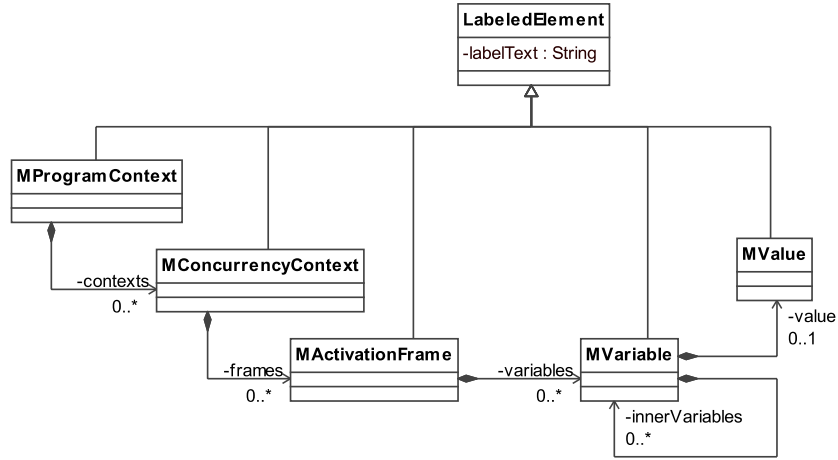 LabeledElement
-labelText : String
MProgramContext
MConcurrencyContext
MValue
-contexts
0..*
-value
0..1
MActivationFrame
MVariable
-frames
0..*
-variables
0..*
-innerVariables
0..*